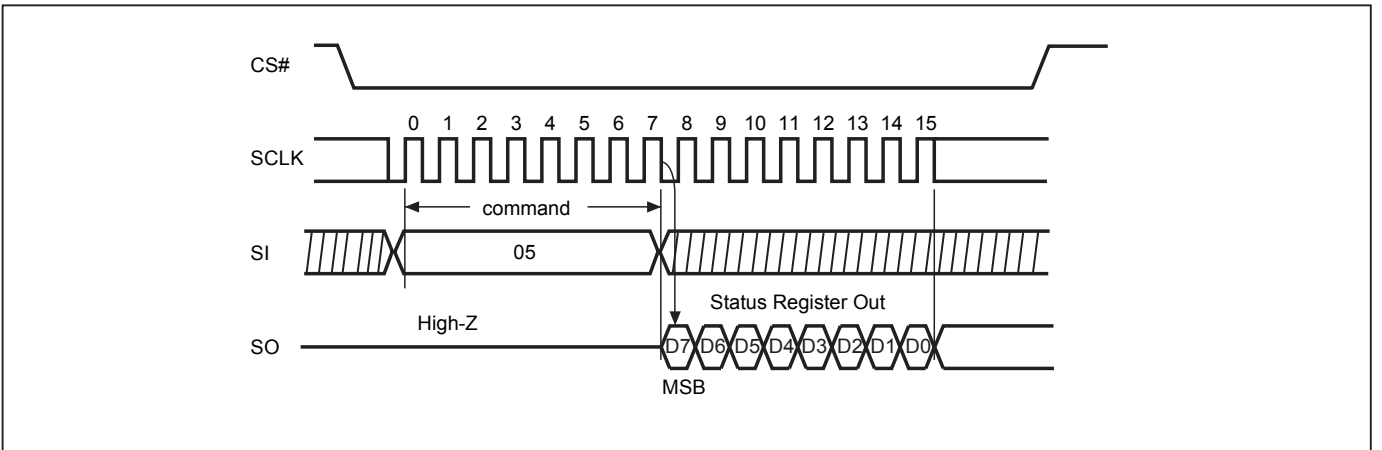 CS#
0 1 2 3 4 5 6 7 8 9 10 11 12 13 14 15
SCLK
command
SI
05
Status Register Out
High-Z
SO
D7 D6 D5 D4 D3 D2 D1 D0
MSB